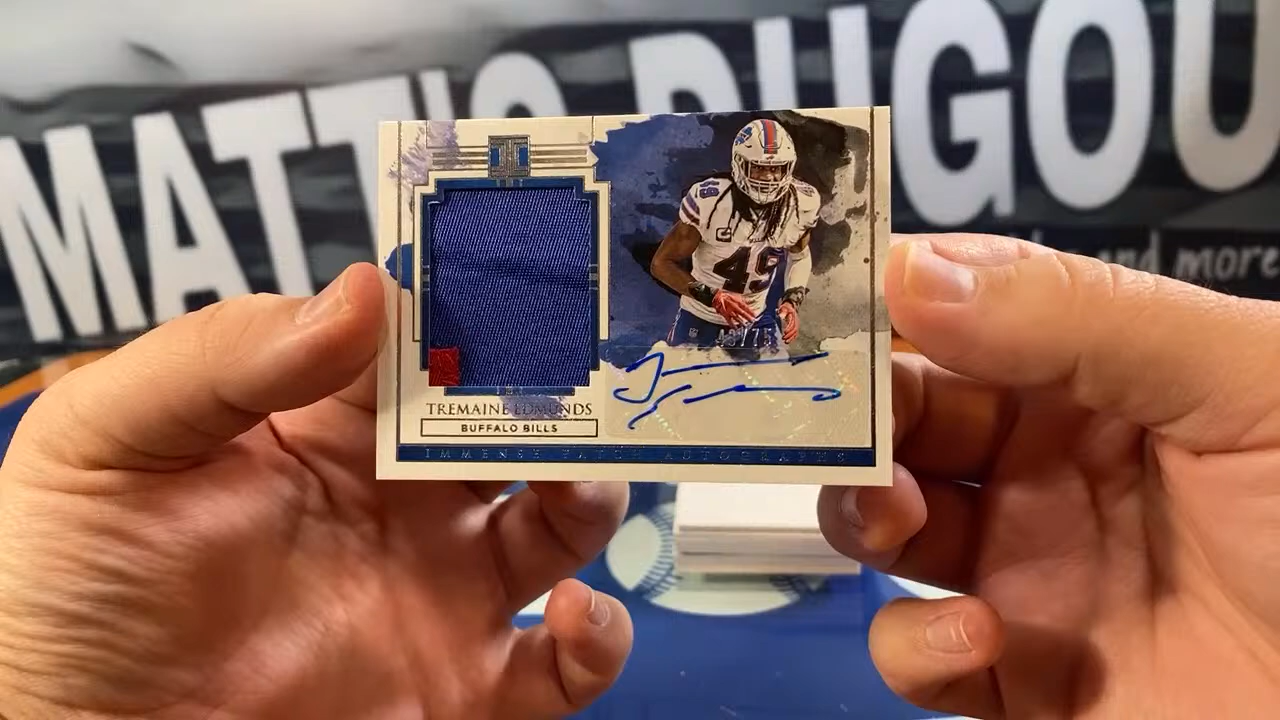 MATT'S DUGOU
and more
49
TREMAINE EDMUNDS
BUFFALO BILLS
IMMENSE PATCH AUTOGRAPHS